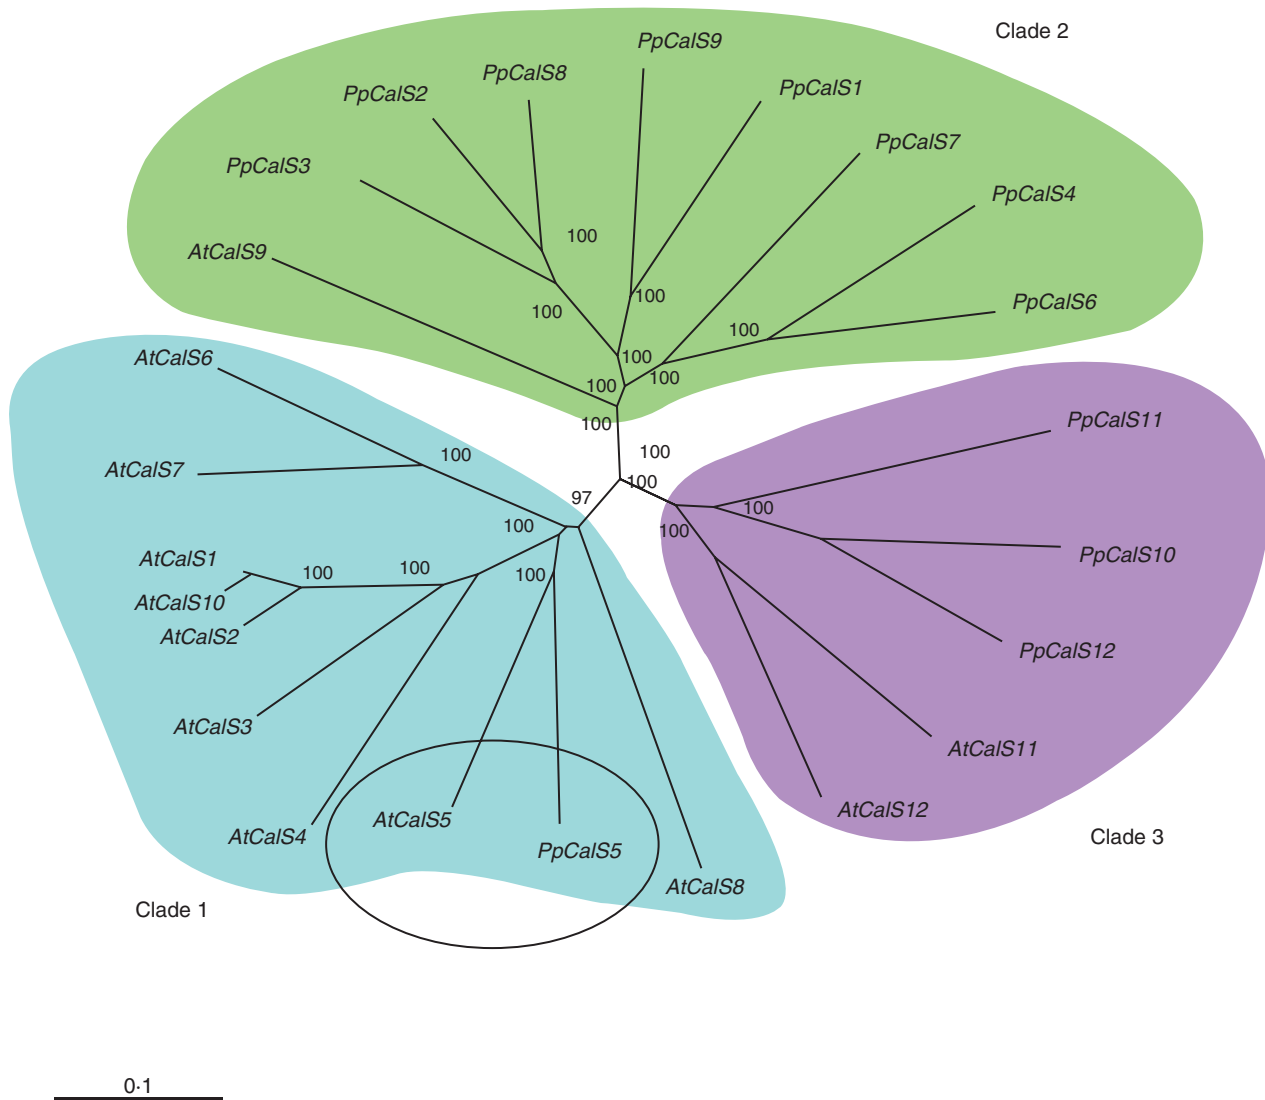 Clade 2
PpCalS9
PpCalS8
PpCalS1
PpCalS2
PpCalS7
PpCalS3
PpCalS4
100
AtCalS9
100
PpCalS6
100
100
AtCalS6
100
100
100
100
PpCalS11
100
100
AtCalS7
100
97
100
100
100
AtCalS1
PpCalS10
100
100
100
AtCalS10
AtCalS2
PpCalS12
AtCalS3
AtCalS11
AtCalS12
AtCalS5
AtCalS4
Clade 3
PpCalS5
AtCalS8
Clade 1
0·1